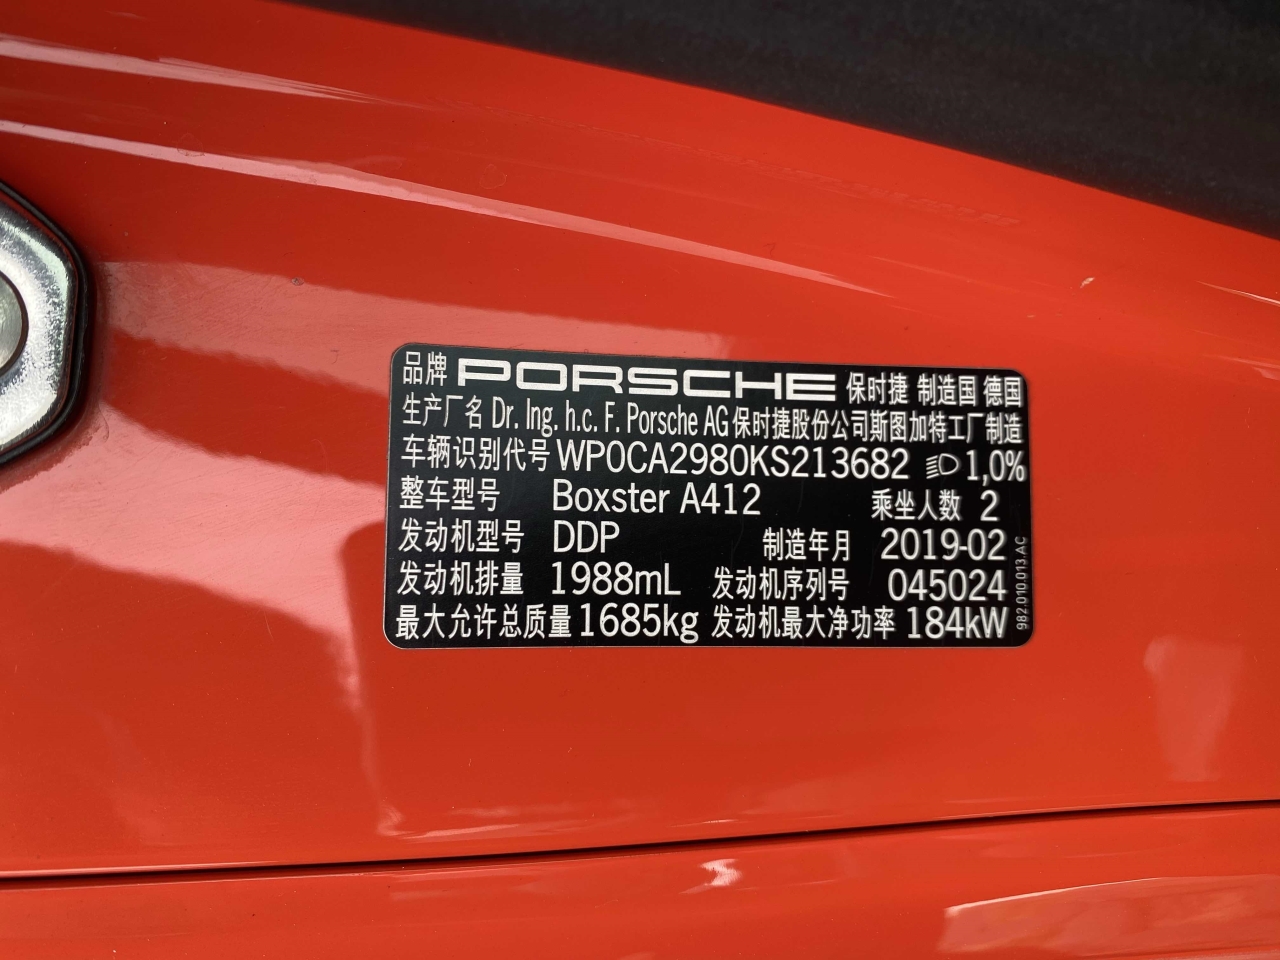 品牌 PORSCHE 保时捷 制造国 德国
生产厂名 Dr. Ing. h.c. F. Porsche AG 保时捷股份公司斯图加特工厂制造
车辆识别代号 WP0CA2980KS213682 1,0%
整车型号 Boxster A412 乘坐人数 2
发动机型号 DDP 制造年月 2019-02
发动机排量 1988mL 发动机序列号 045024
最大允许总质量 1685kg 发动机最大净功率 184kW
982.010.013.AC